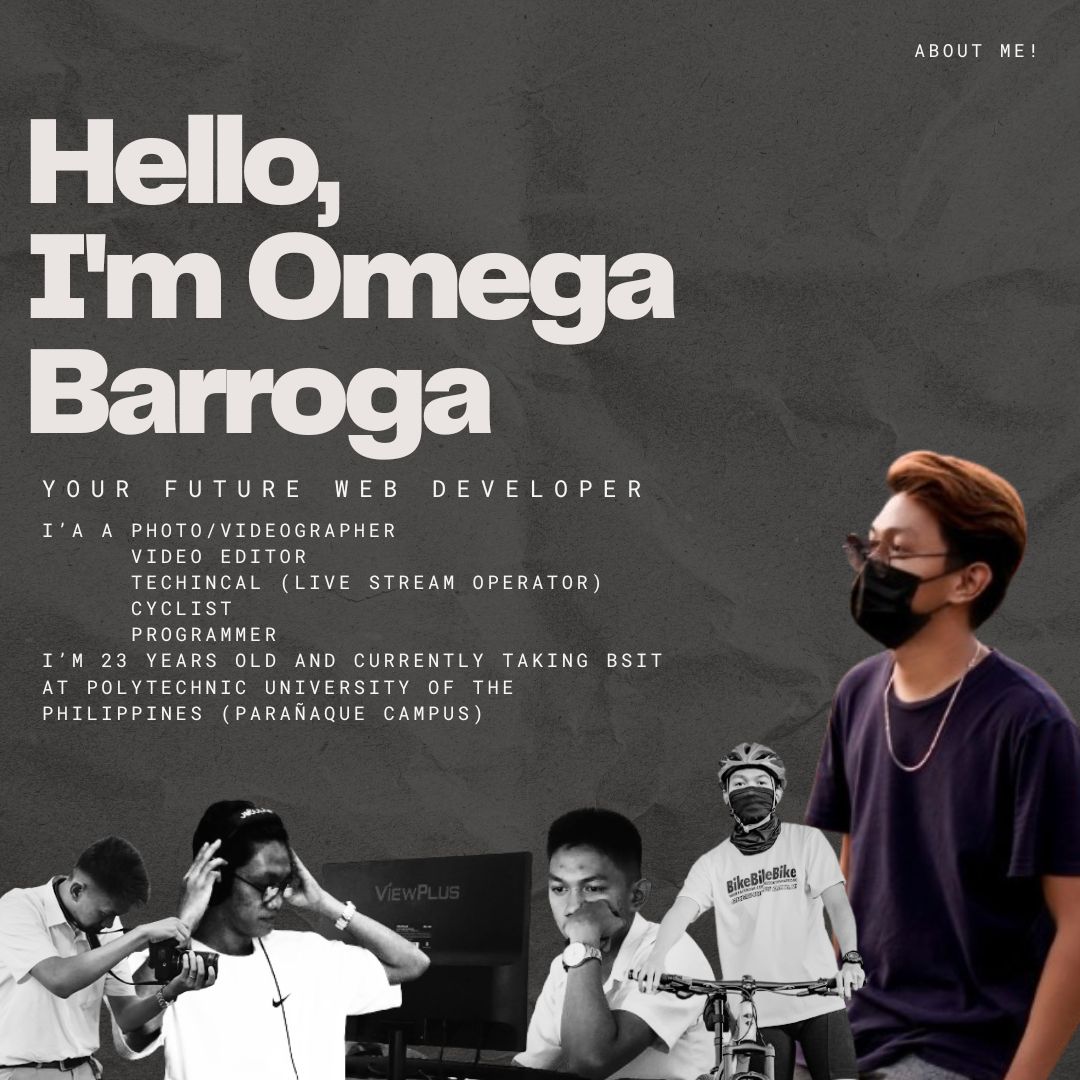 ABOUT ME!
Hello,
I'm Omega
Barroga
YOUR FUTURE WEB DEVELOPER
I'A A PHOTO/VIDEOGRAPHER
VIDEO EDITOR
TECHINCAL (LIVE STREAM OPERATOR)
CYCLIST
PROGRAMMER
I'M 23 YEARS OLD AND CURRENTLY TAKING BSIT
AT POLYTECHNIC UNIVERSITY OF THE
PHILIPPINES (PARAÑAQUE CAMPUS)
VIEWPLUS
BikeBileBike